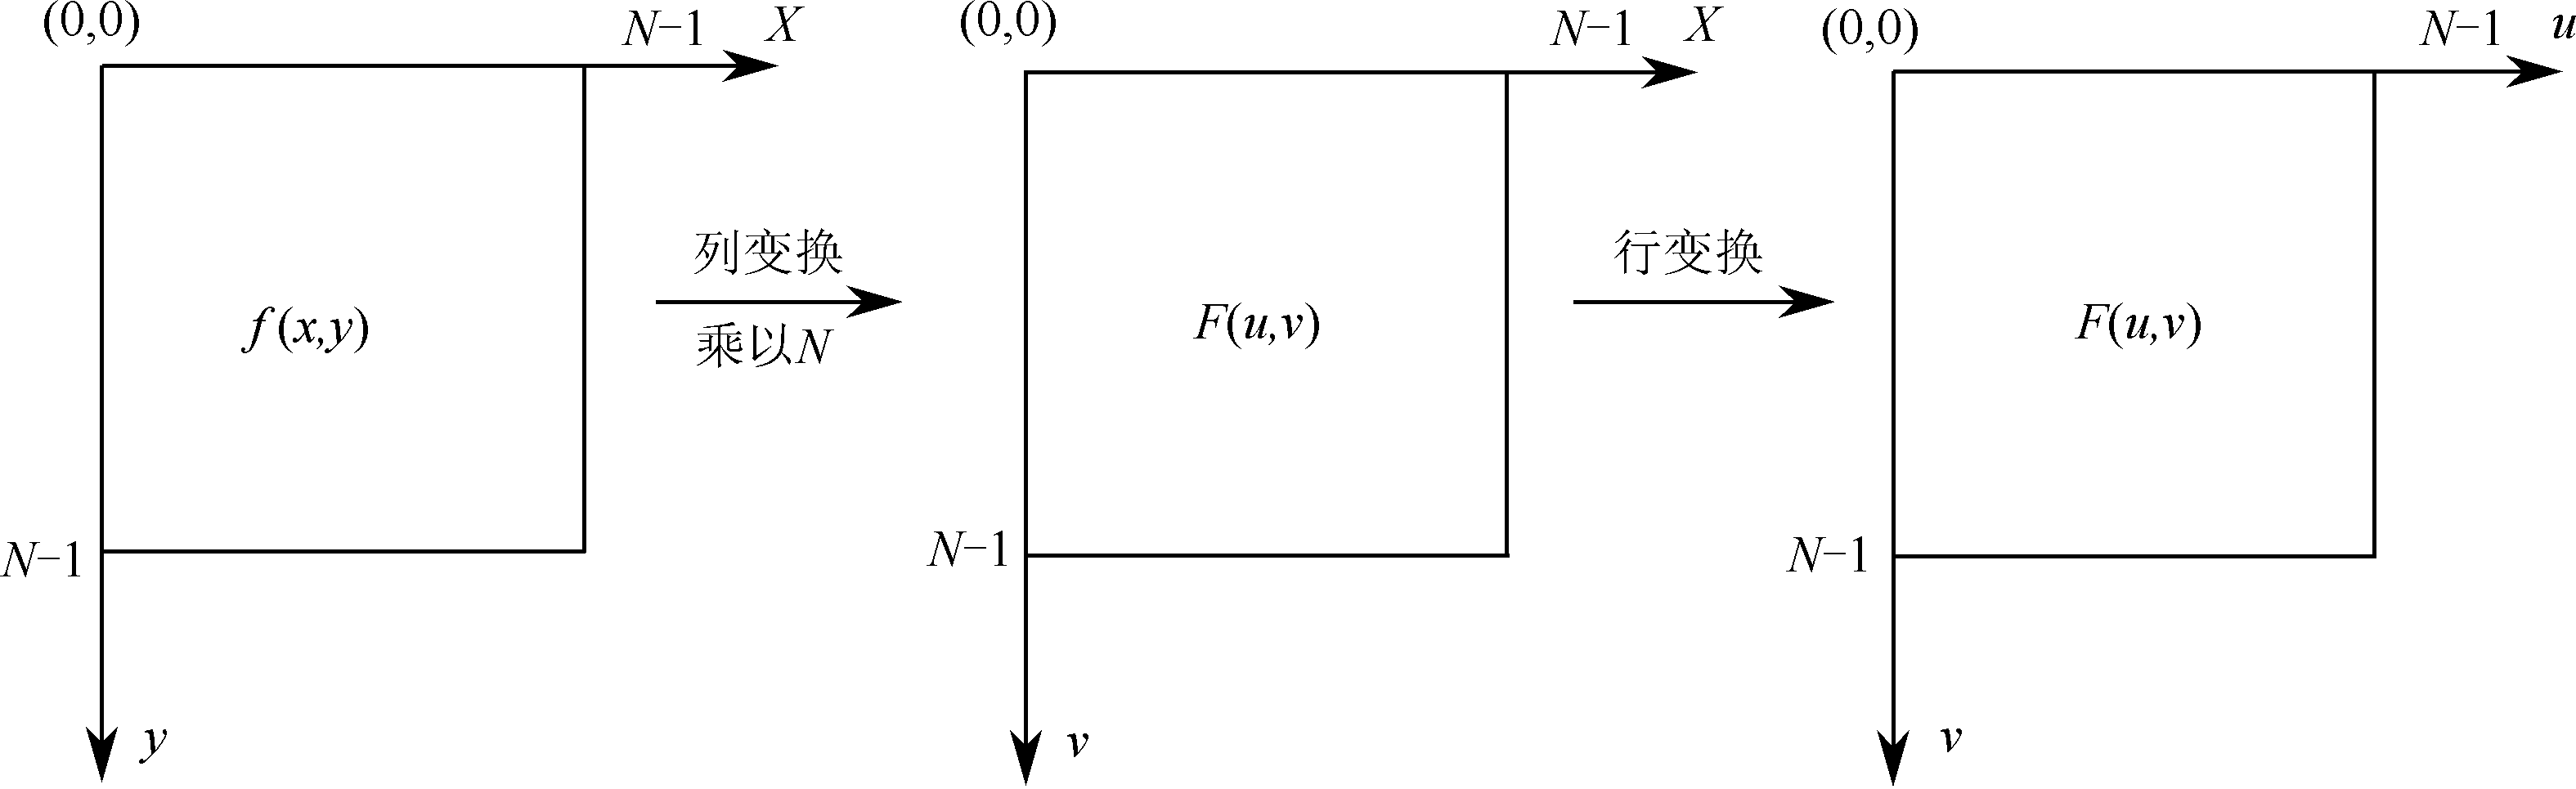 (0,0)
N-1
X
f(x,y)
N-1
y
列变换
乘以N
(0,0)
N-1
X
F(u,v)
N-1
v
行变换
(0,0)
N-1
u
F(u,v)
N-1
v